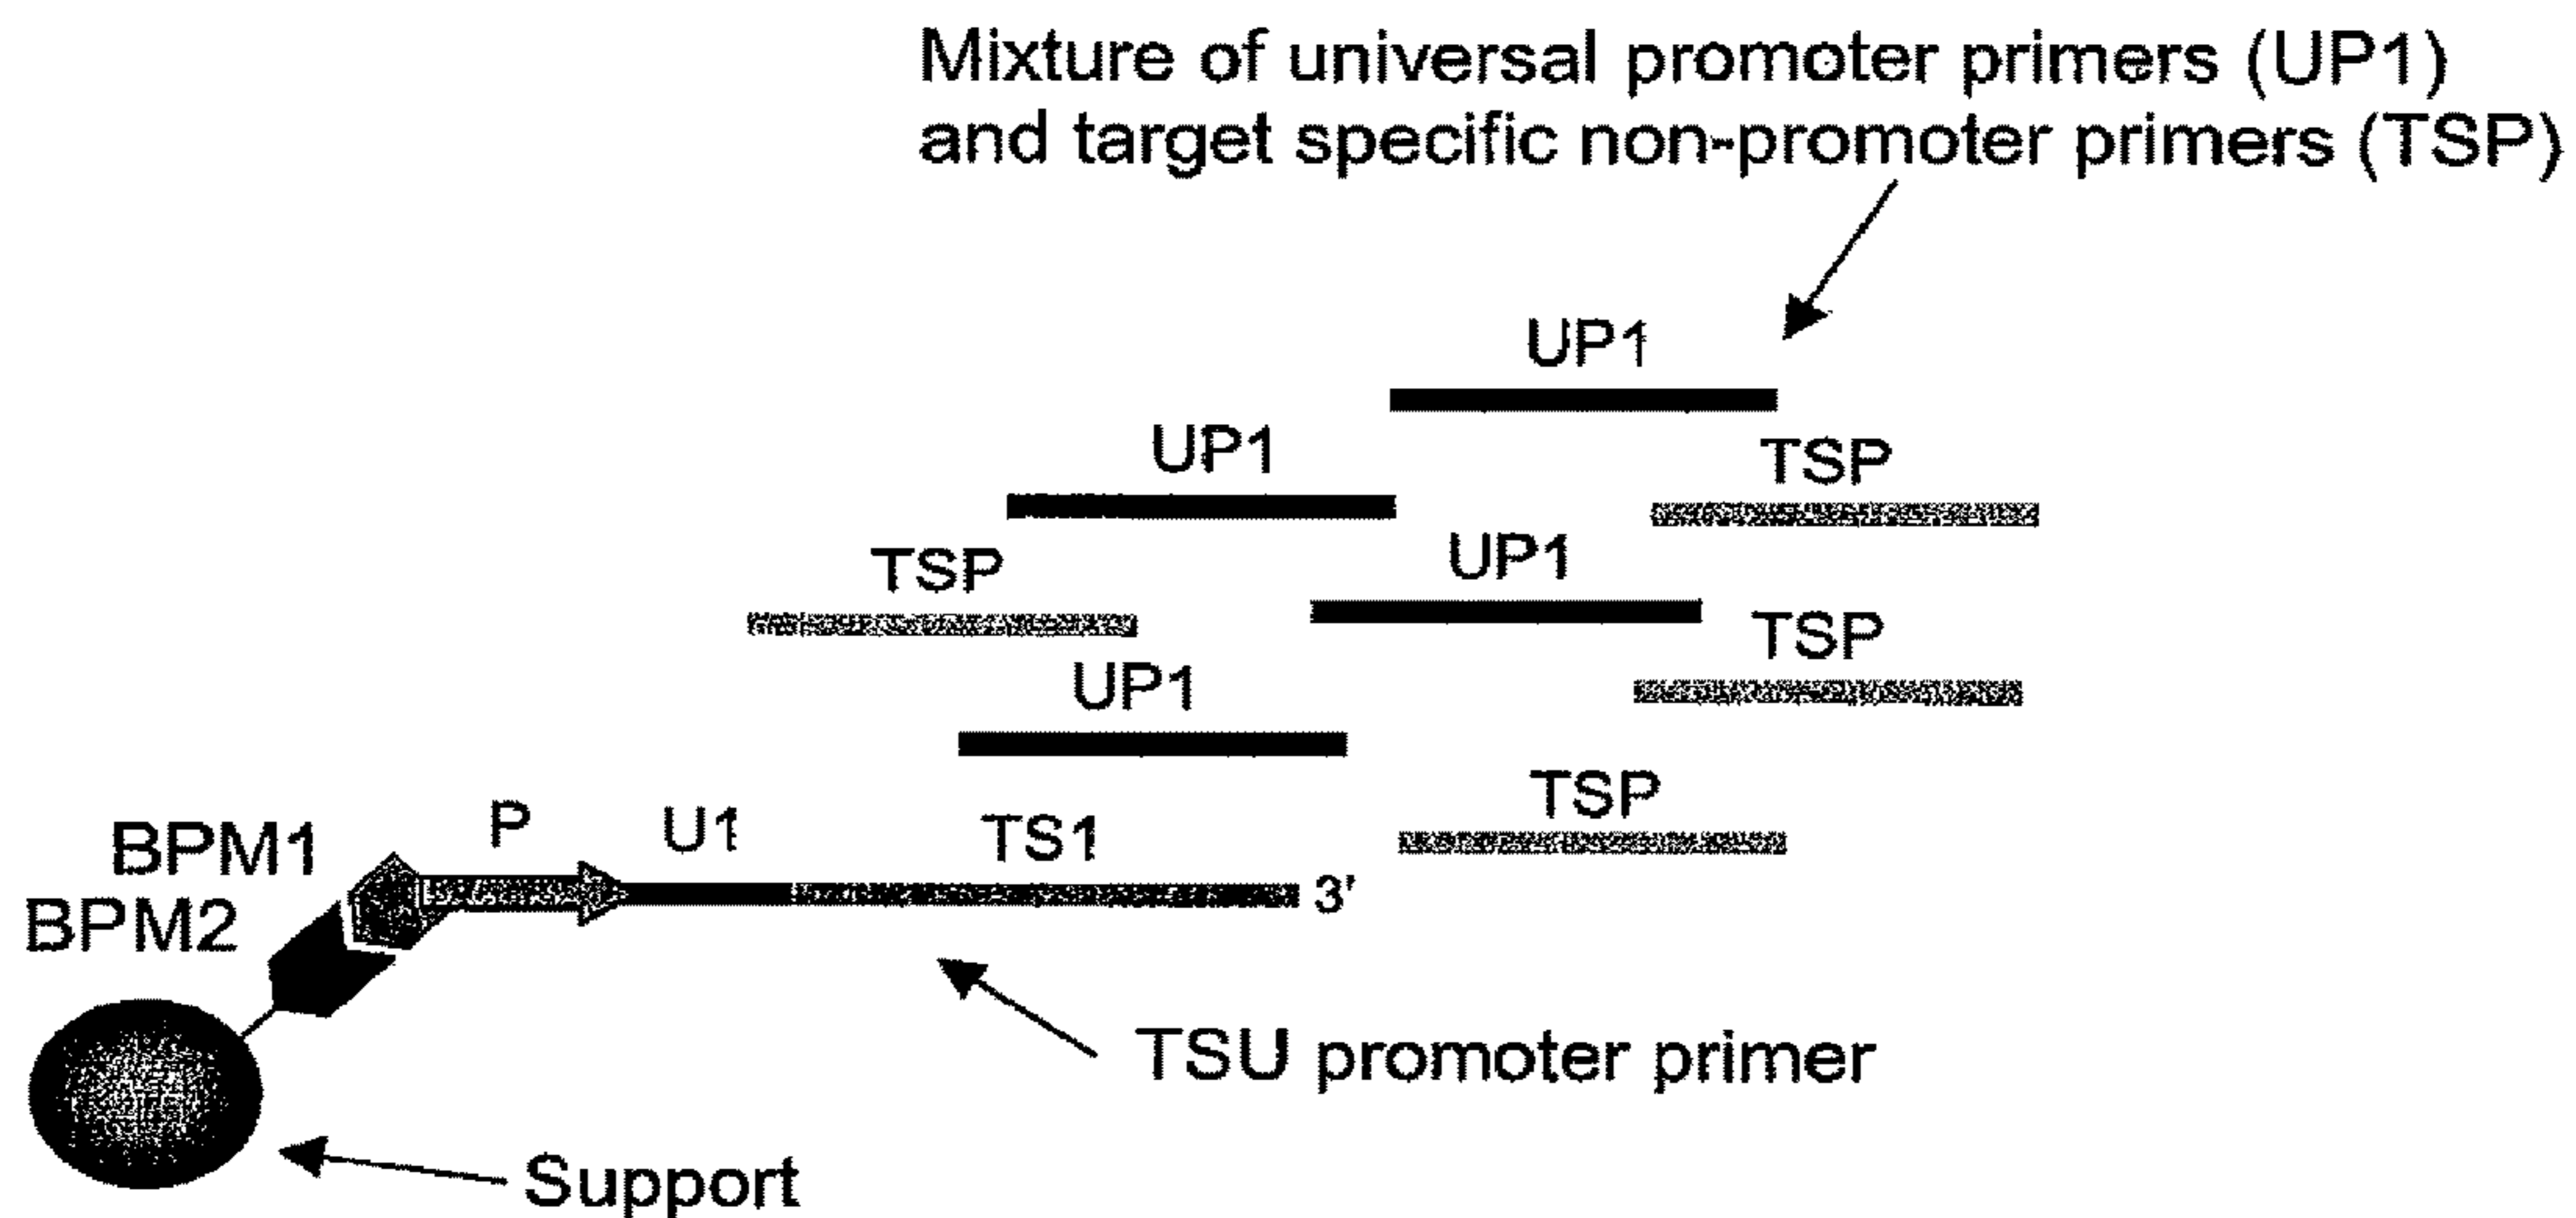 Mixture of universal promoter primers (UP1)
and target specific non-promoter primers (TSP)
UP1
UP1
TSP
TSP
UP1
TSP
UP1
TSP
BPM1
P
U1
TS1
BPM2
3'
TSU promoter primer
Support